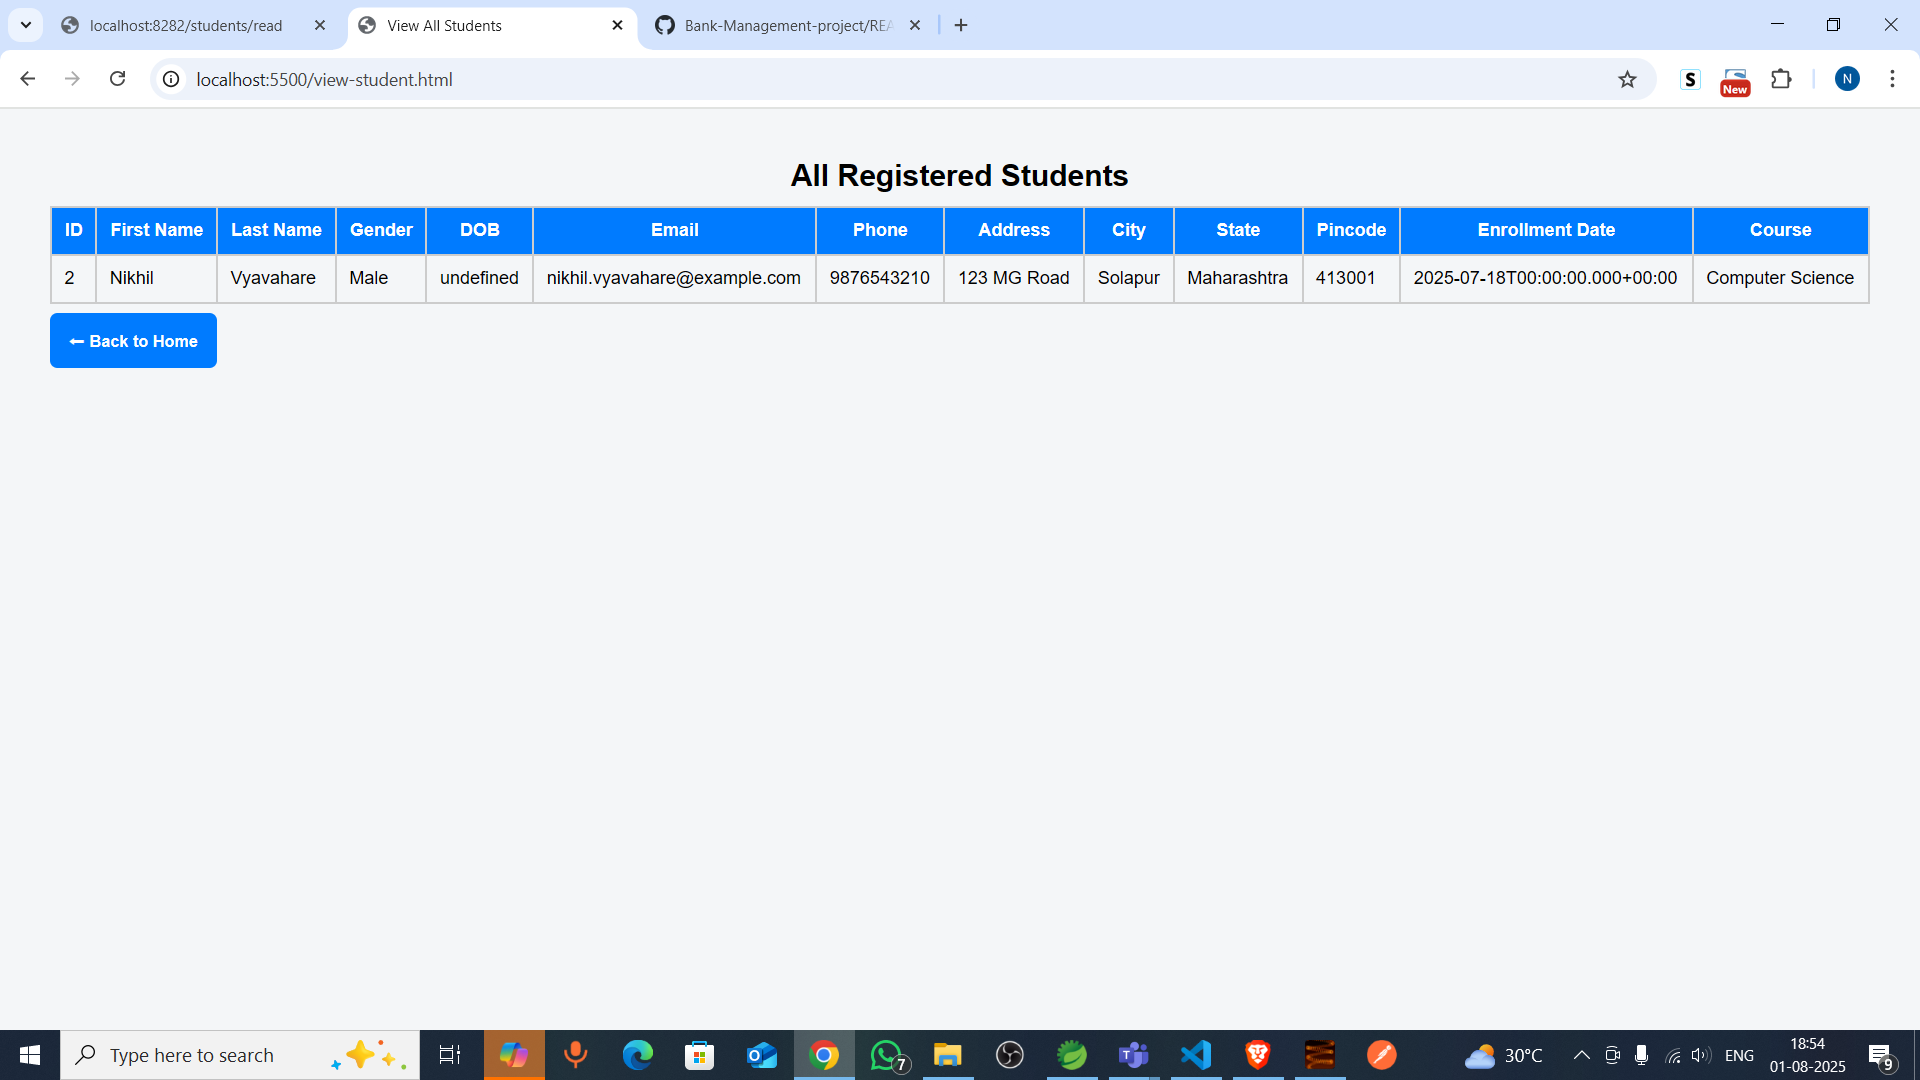 localhost:8282/students/read
View All Students
Bank-Management-project/REA
localhost:5500/view-student.html
S
New
N
All Registered Students
ID First Name Last Name Gender DOB Email Phone Address City State Pincode Enrollment Date Course
2 Nikhil Vyavahare Male undefined nikhil.vyavahare@example.com 9876543210 123 MG Road Solapur Maharashtra 413001 2025-07-18T00:00:00.000+00:00 Computer Science
← Back to Home
Type here to search
7
30°C
ENG
18:54
01-08-2025
9